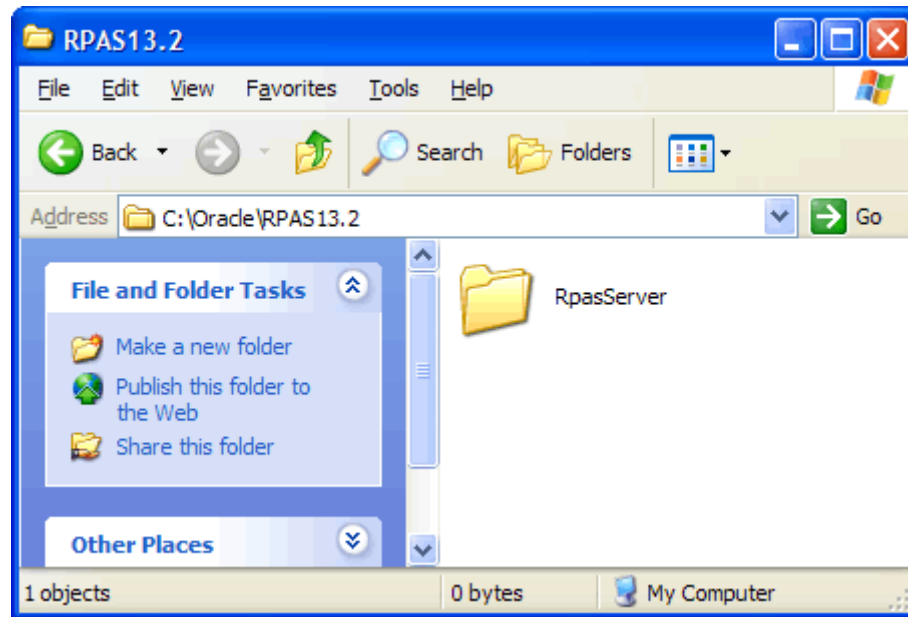 RPAS13.2
File Edit View Favorites Tools Help
Back Search Folders
Address C:\Oracle\RPAS13.2 Go
File and Folder Tasks
Make a new folder
Publish this folder to
the Web
Share this folder
Other Places
RpasServer
1 objects 0 bytes My Computer